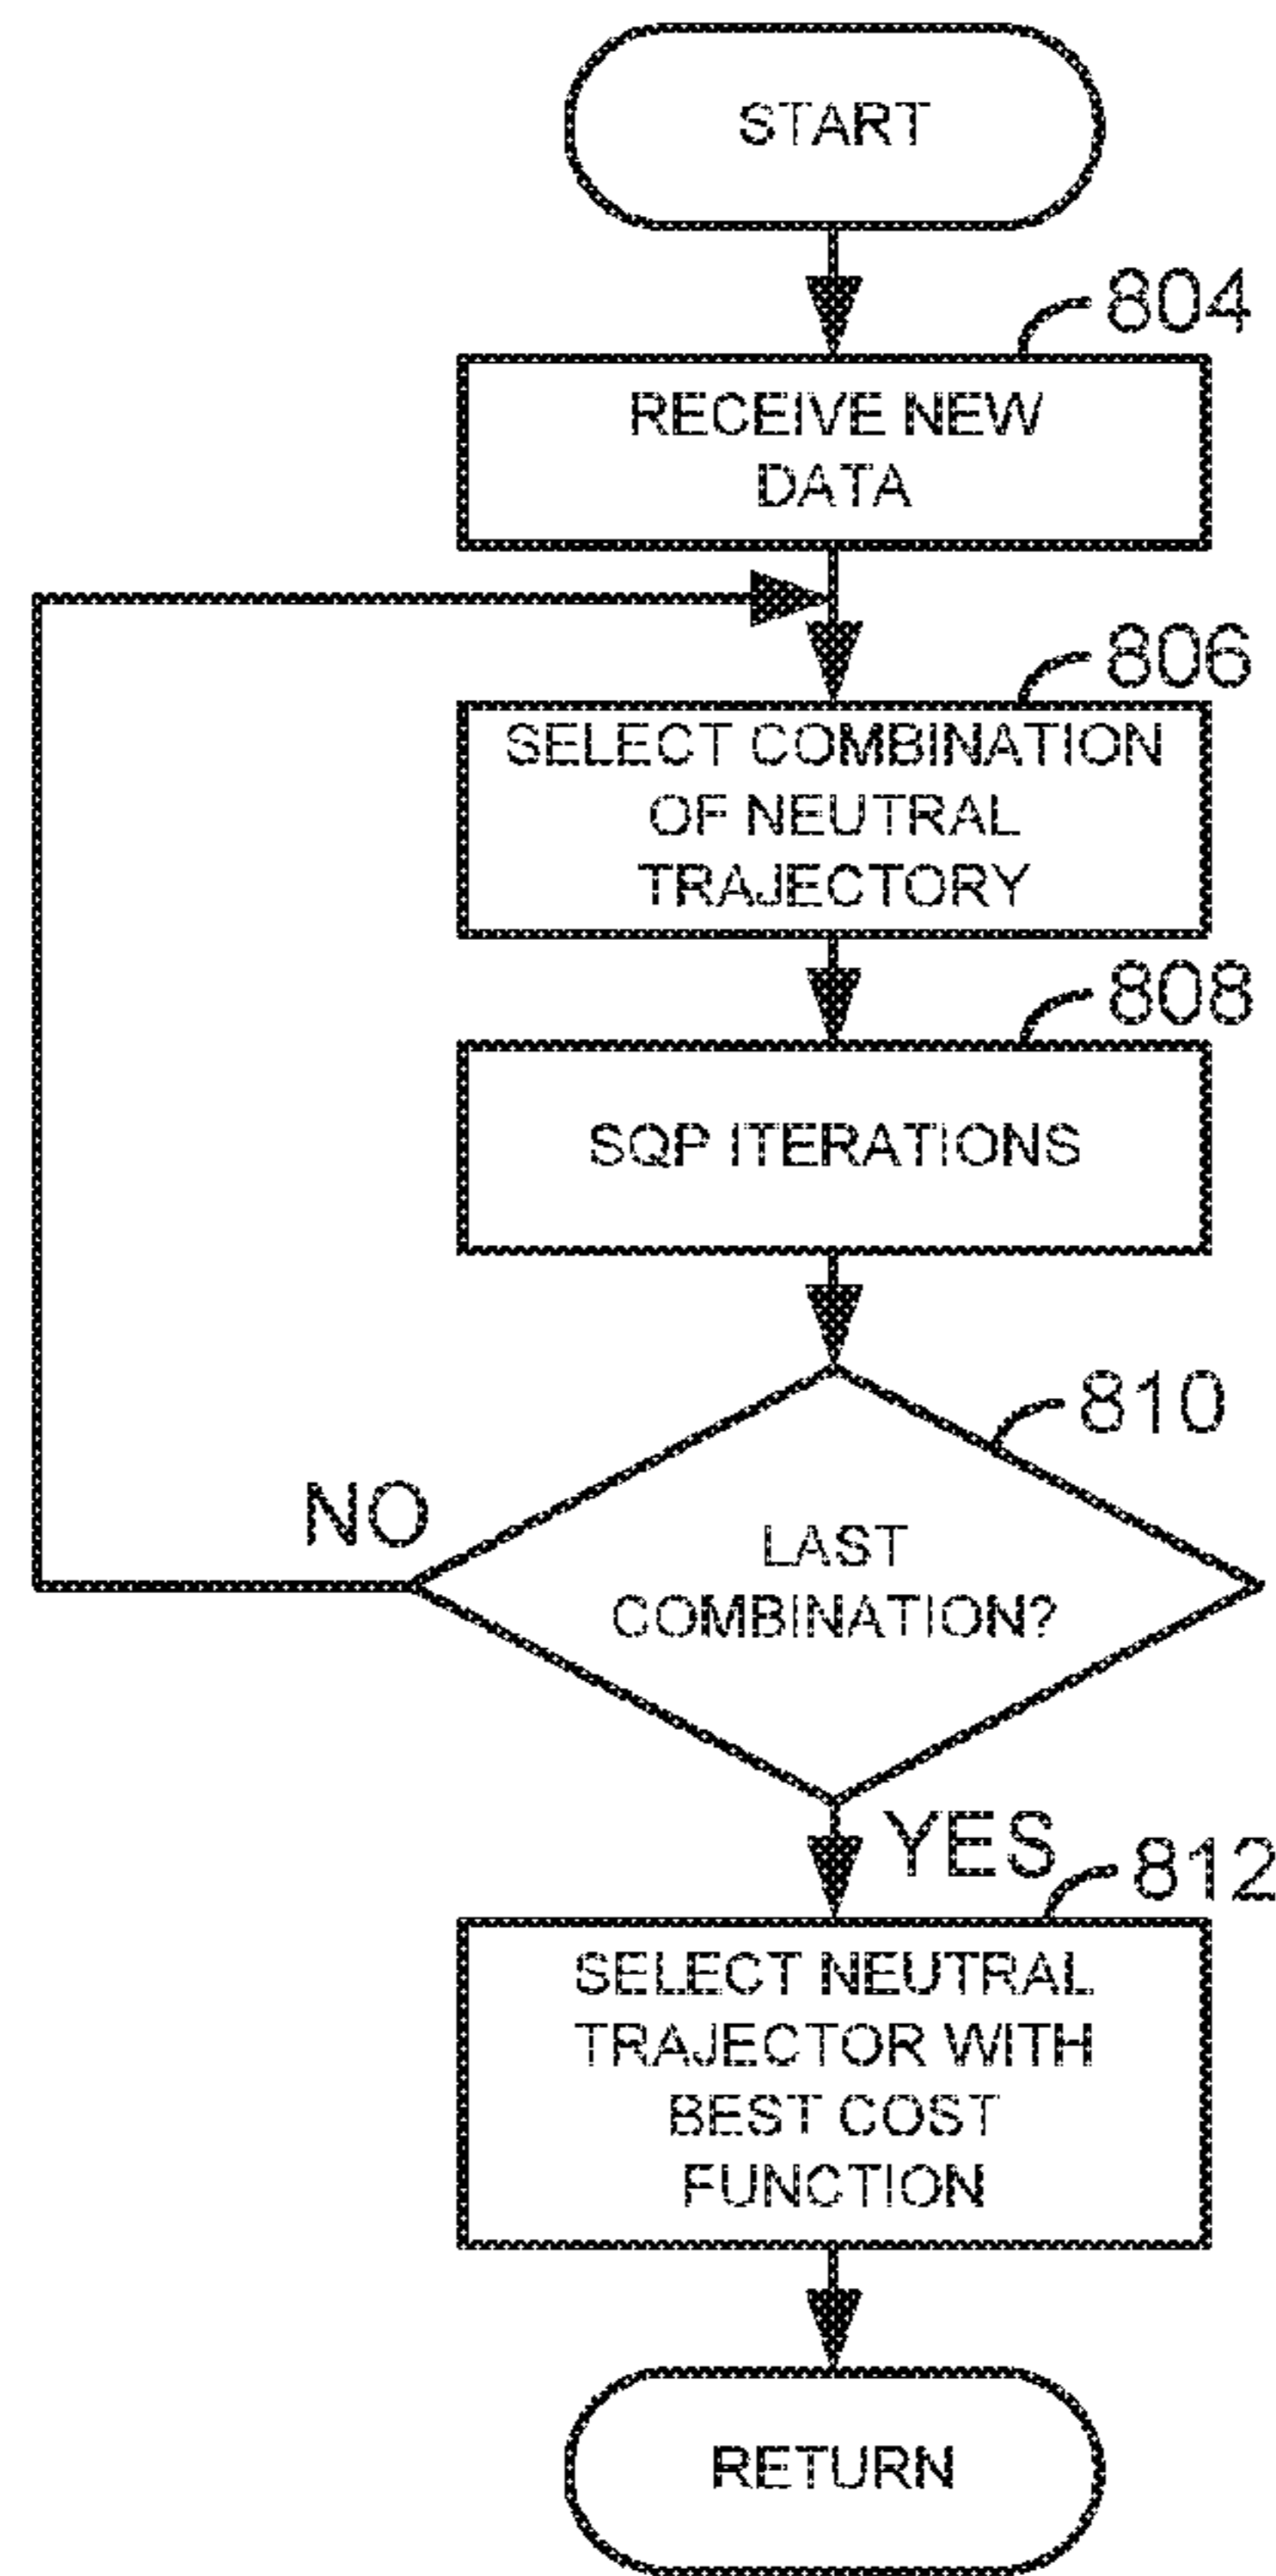 START
804
RECEIVE NEW
DATA
806
SELECT COMBINATION
OF NEUTRAL
TRAJECTORY
808
SQP ITERATIONS
810
LAST
COMBINATION?
NO
YES
812
SELECT NEUTRAL
TRAJECTOR WITH
BEST COST
FUNCTION
RETURN